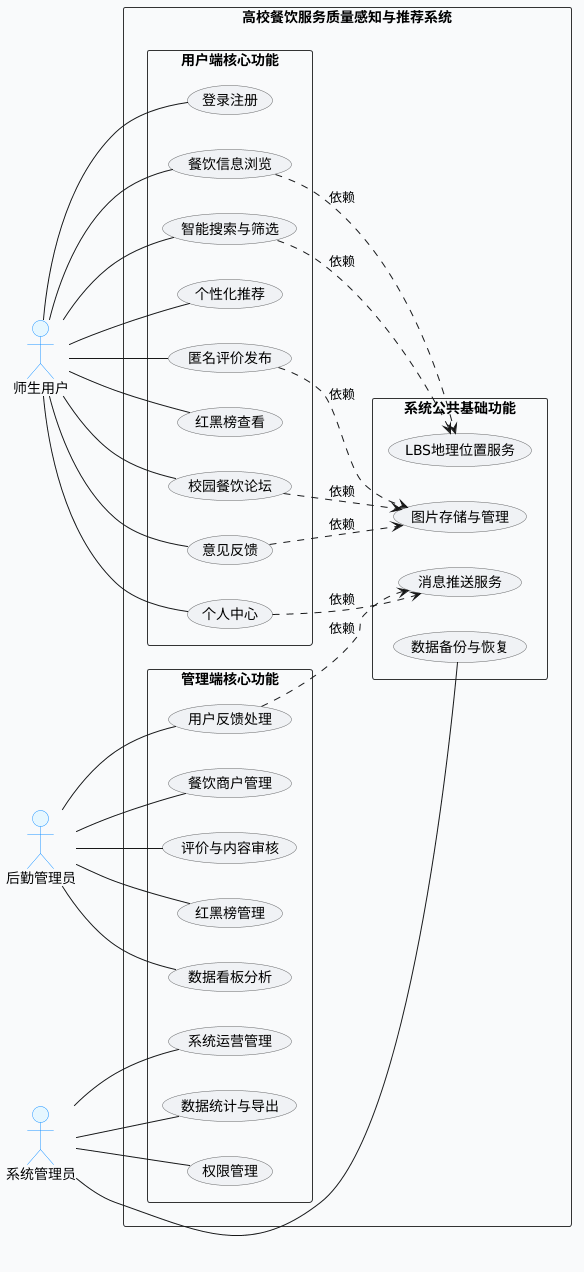 高校餐饮服务质量感知与推荐系统
用户端核心功能
登录注册
餐饮信息浏览
依赖
智能搜索与筛选
依赖
个性化推荐
师生用户
匿名评价发布
依赖
系统公共基础功能
红黑榜查看
LBS地理位置服务
校园餐饮论坛
依赖
图片存储与管理
意见反馈
依赖
消息推送服务
个人中心
依赖
依赖
数据备份与恢复
管理端核心功能
用户反馈处理
餐饮商户管理
后勤管理员
评价与内容审核
红黑榜管理
数据看板分析
系统运营管理
数据统计与导出
系统管理员
权限管理